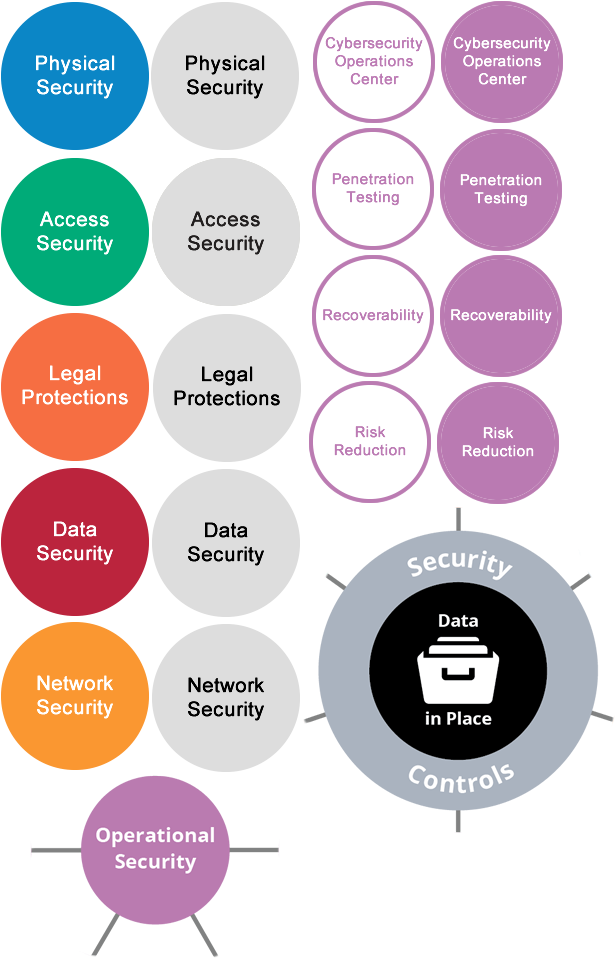 Physical
Security
Physical
Security
Cybersecurity
Operations
Center
Cybersecurity
Operations
Center
Access
Security
Access
Security
Penetration
Testing
Penetration
Testing
Recoverability
Recoverability
Legal
Protections
Legal
Protections
Risk
Reduction
Risk
Reduction
Data
Security
Data
Security
Security
Data
in Place
Controls
Network
Security
Network
Security
Operational
Security